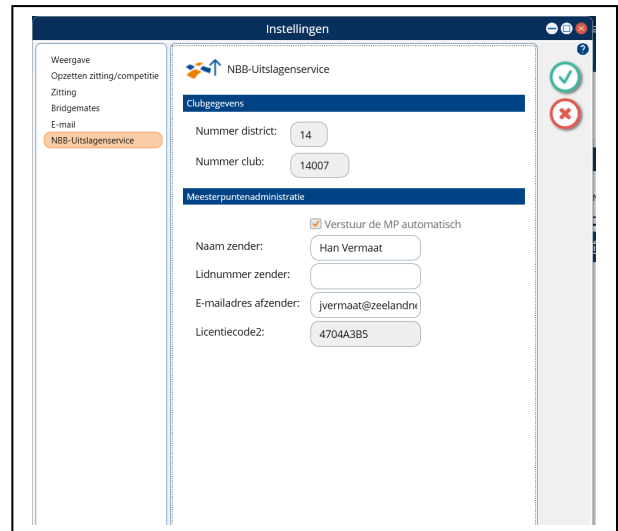 Instellingen
Weergave
Opzetten zitting/competitie
Zitting
Bridgemates
E-mail
NBB-Uitslagenservice
NBB-Uitslagenservice
Clubgegevens
Nummer district: 14
Nummer club: 14007
Meesterpuntenadministratie
Verstuur de MP automatisch
Naam zender: Han Vermaat
Lidnummer zender:
E-mailadres afzender: jvermaat@zeelandne
Licentiecode2: 4704A3B5
?